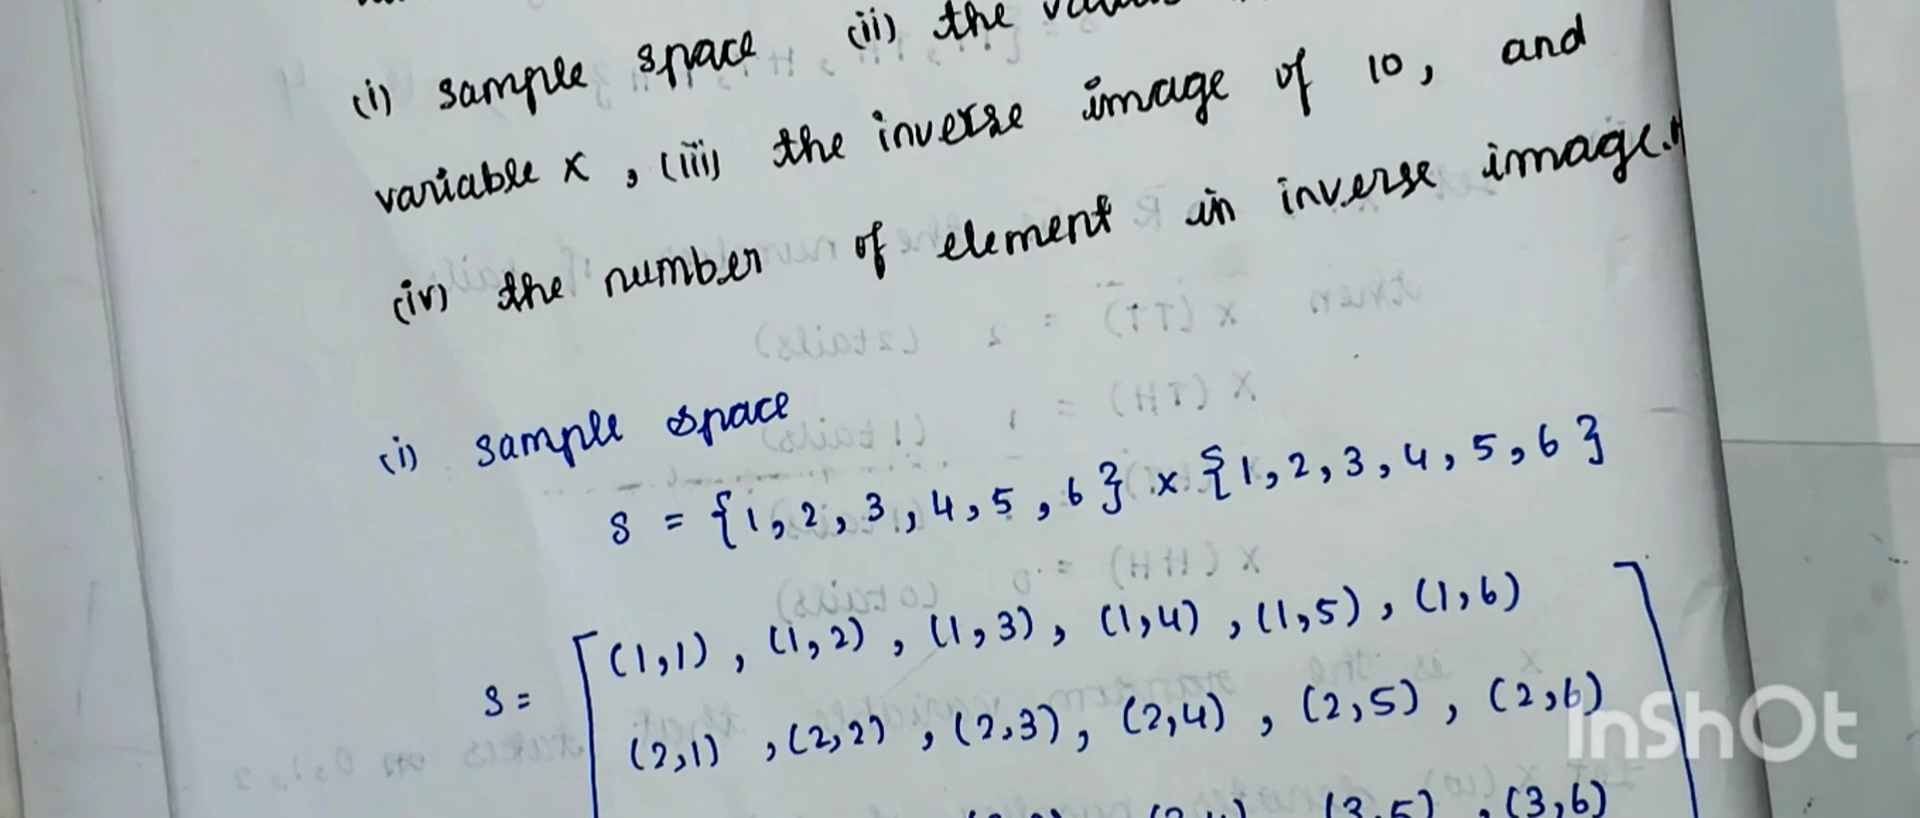 (i) sample space (ii) the
variable X, (iii) the inverse image of 10, and
(iv) the number of element in inverse image.
(i) sample space
S = {1,2,3,4,5,6} x {1,2,3,4,5,6}
S = [(1,1), (1,2), (1,3), (1,4), (1,5), (1,6)]
(2,1), (2,2), (2,3), (2,4), (2,5), (2,6)
(3,5), (3,6)
InShOt